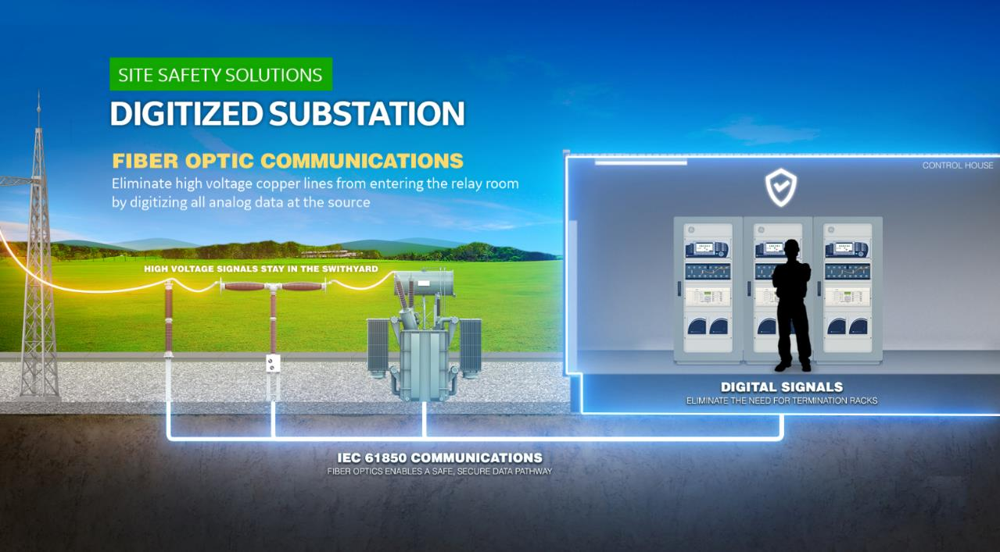 SITE SAFETY SOLUTIONS
DIGITIZED SUBSTATION
FIBER OPTIC COMMUNICATIONS
Eliminate high voltage copper lines from entering the relay room
by digitizing all analog data at the source
CONTROL HOUSE
HIGH VOLTAGE SIGNALS STAY IN THE SWITHYARD
DIGITAL SIGNALS
ELIMINATE THE NEED FOR TERMINATION RACKS
IEC 61850 COMMUNICATIONS
FIBER OPTICS ENABLES A SAFE, SECURE DATA PATHWAY